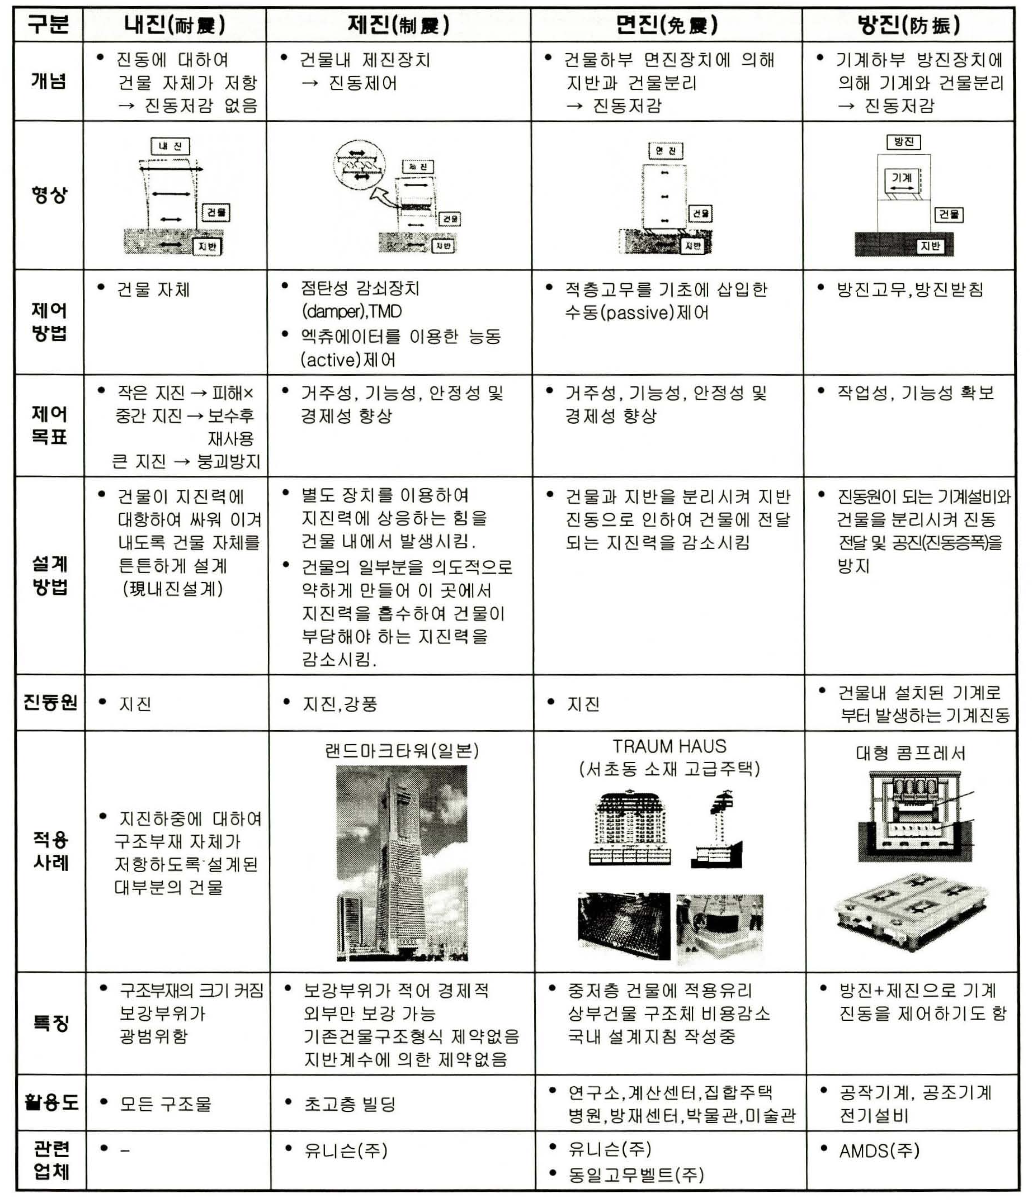 구분 내진(耐震) 제진(制震) 면진(免震) 방진(防振)
개념
• 진동에 대하여
건물 자체가 저항
→ 진동저감 없음
• 건물내 제진장치
→ 진동제어
• 건물하부 면진장치에 의해
지반과 건물분리
→ 진동저감
• 기계하부 방진장치에
의해 기계와 건물분리
→ 진동저감
형상
내 진
건물
지반
제 진
건물
지반
면 진
건물
지반
방진
기계
건물
지반
제어
방법
• 건물 자체
• 점탄성 감쇠장치
(damper),TMD
• 엑츄에이터를 이용한 능동
(active)제어
• 적층고무를 기초에 삽입한
수동(passive)제어
• 방진고무,방진받침
제어
목표
• 작은 지진 → 피해×
중간 지진 → 보수후
재사용
큰 지진 → 붕괴방지
• 거주성, 기능성, 안정성 및
경제성 향상
• 거주성, 기능성, 안정성 및
경제성 향상
• 작업성, 기능성 확보
설계
방법
• 건물이 지진력에
대항하여 싸워 이겨
내도록 건물 자체를
튼튼하게 설계
(現내진설계)
• 별도 장치를 이용하여
지진력에 상응하는 힘을
건물 내에서 발생시킴.
• 건물의 일부분을 의도적으로
약하게 만들어 이 곳에서
지진력을 흡수하여 건물이
부담해야 하는 지진력을
감소시킴.
• 건물과 지반을 분리시켜 지반
진동으로 인하여 건물에 전달
되는 지진력을 감소시킴
• 진동원이 되는 기계설비와
건물을 분리시켜 진동
전달 및 공진(진동증폭)을
방지
진동원
• 지진
• 지진,강풍
• 지진
• 건물내 설치된 기계로
부터 발생하는 기계진동
적용
사례
• 지진하중에 대하여
구조부재 자체가
저항하도록 설계된
대부분의 건물
랜드마크타워(일본)
TRAUM HAUS
(서초동 소재 고급주택)
대형 콤프레서
특징
• 구조부재의 크기 커짐
보강부위가
광범위함
• 보강부위가 적어 경제적
외부만 보강 가능
기존건물구조형식 제약없음
지반계수에 의한 제약없음
• 중저층 건물에 적용유리
상부건물 구조체 비용감소
국내 설계지침 작성중
• 방진+제진으로 기계
진동을 제어하기도 함
활용도
• 모든 구조물
• 초고층 빌딩
• 연구소,계산센터,집합주택
병원,방재센터,박물관,미술관
• 공작기계, 공조기계
전기설비
관련
업체
• –
• 유니슨(주)
• 유니슨(주)
• 동일고무벨트(주)
• AMDS(주)